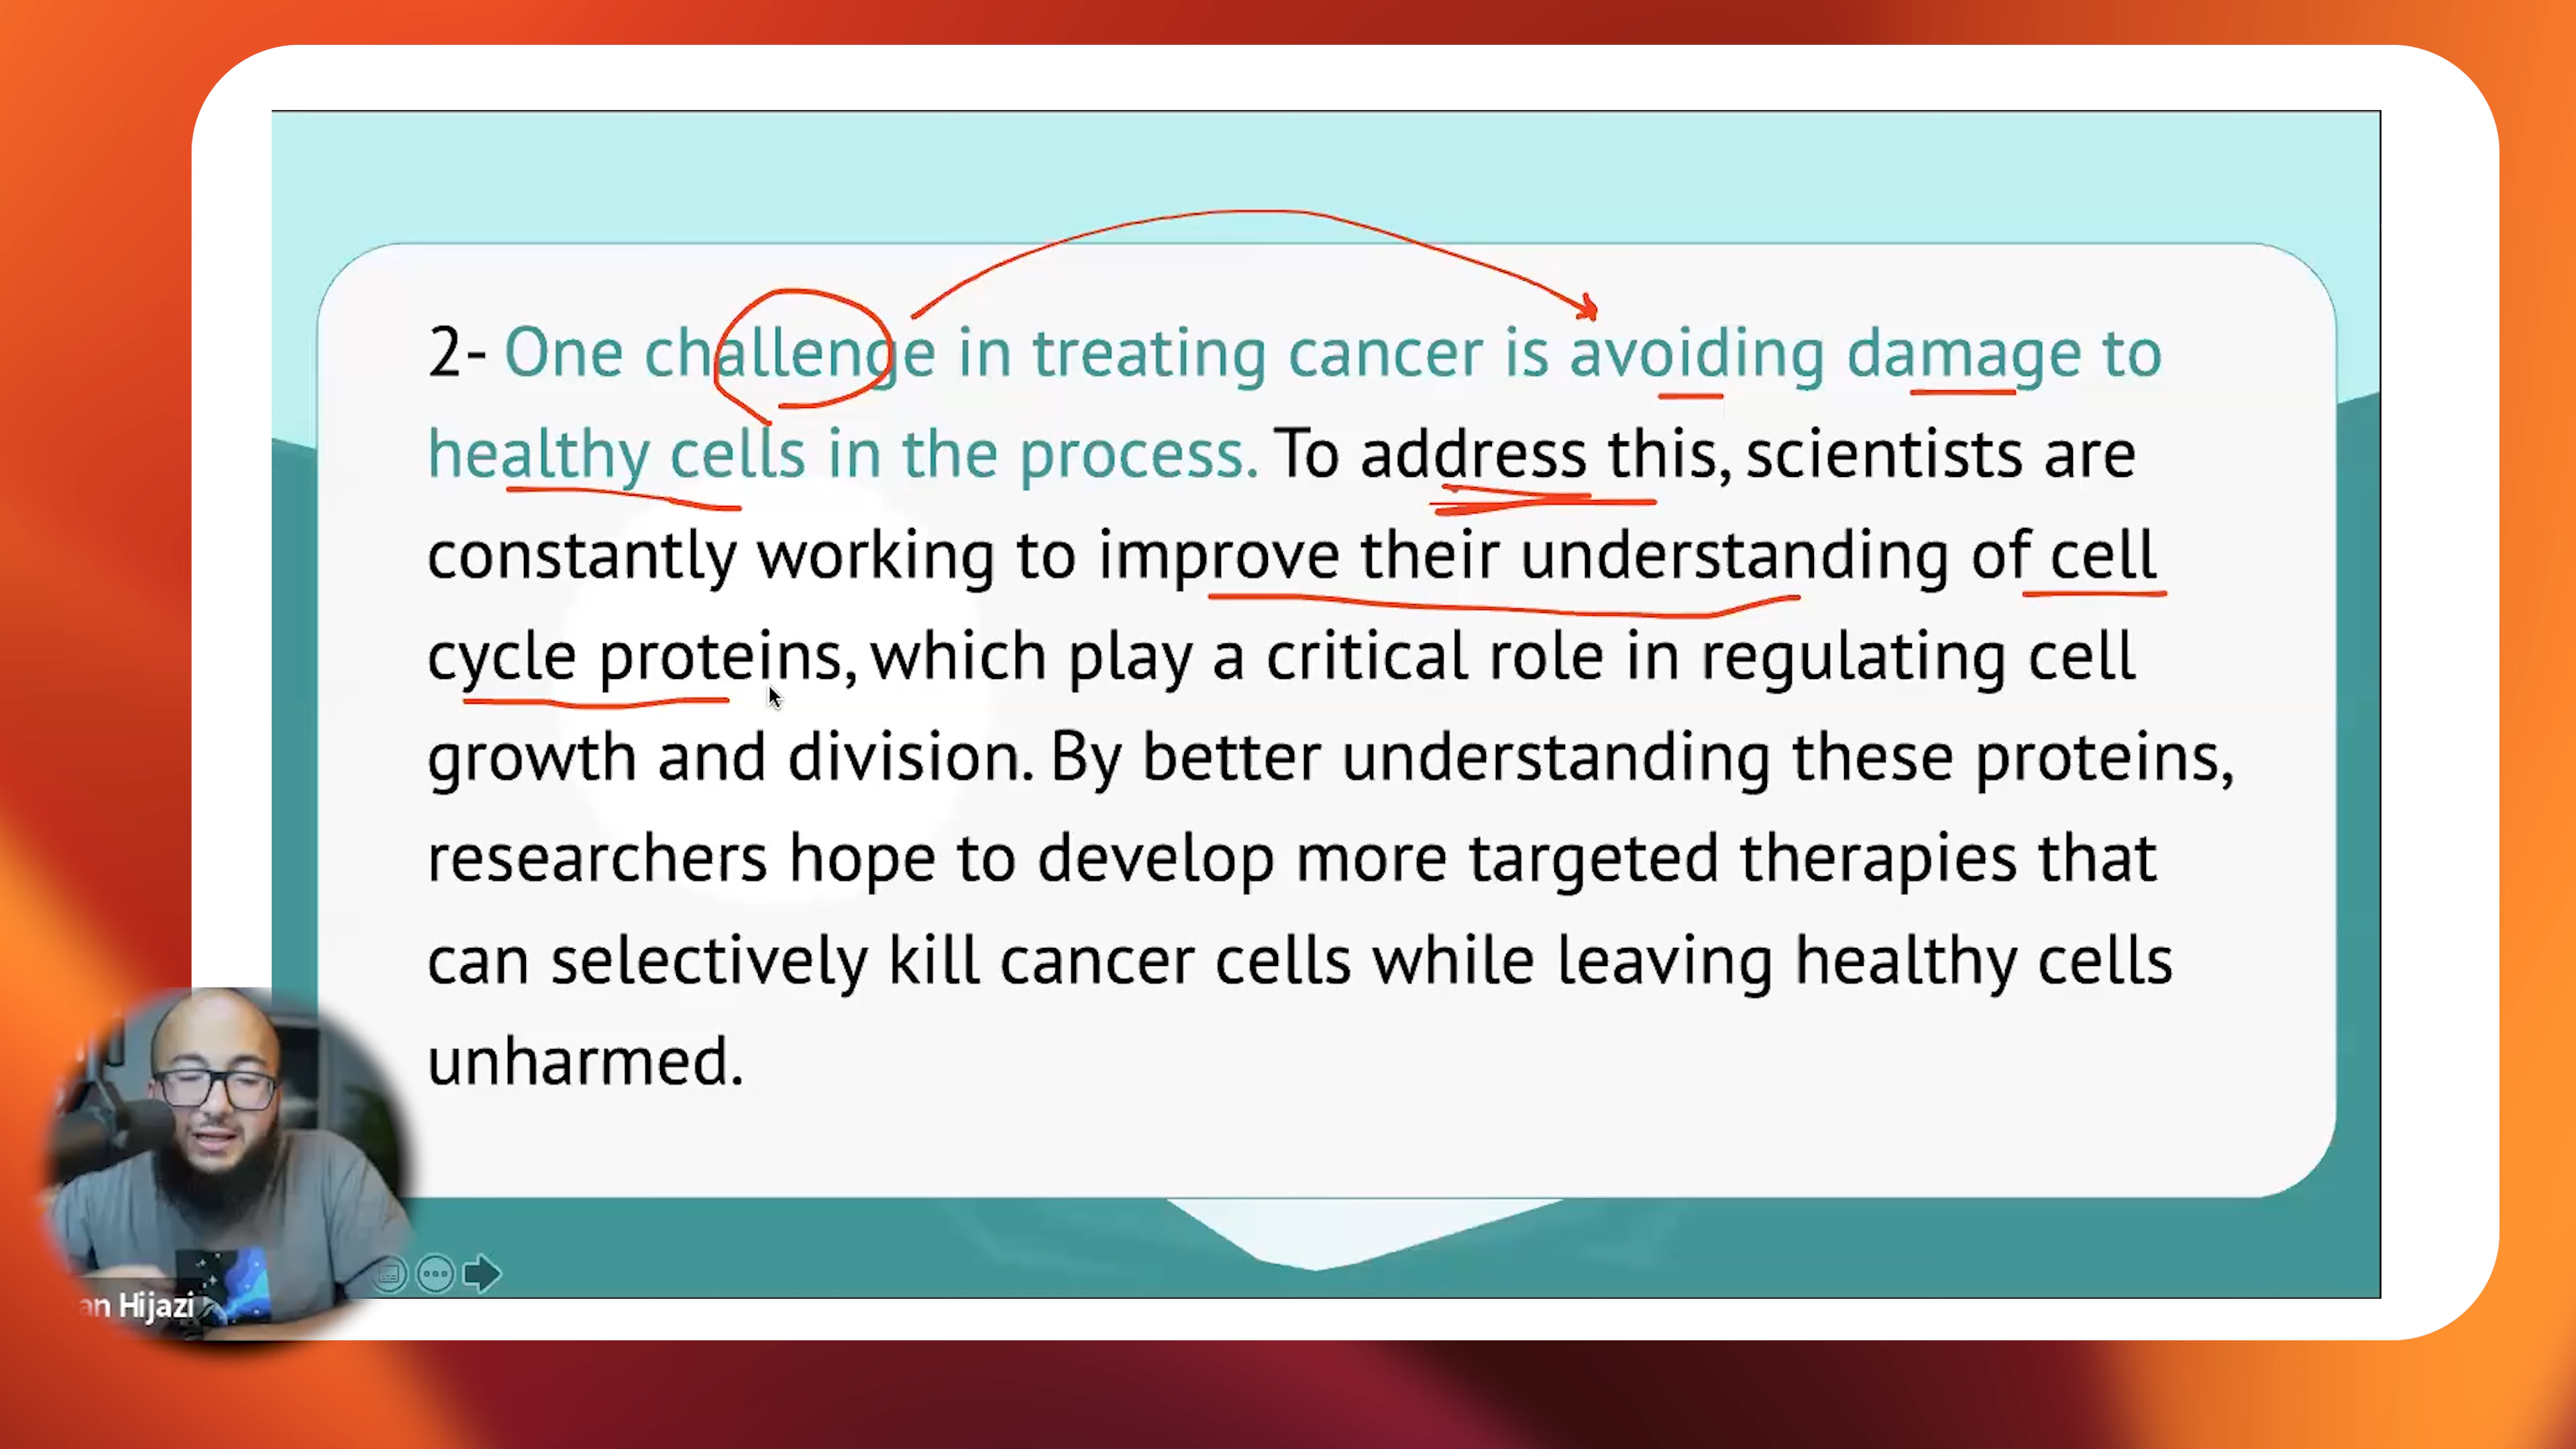 2- One challenge in treating cancer is avoiding damage to
healthy cells in the process. To address this, scientists are
constantly working to improve their understanding of cell
cycle proteins, which play a critical role in regulating cell
growth and division. By better understanding these proteins,
researchers hope to develop more targeted therapies that
can selectively kill cancer cells while leaving healthy cells
unharmed.
an Hijazi